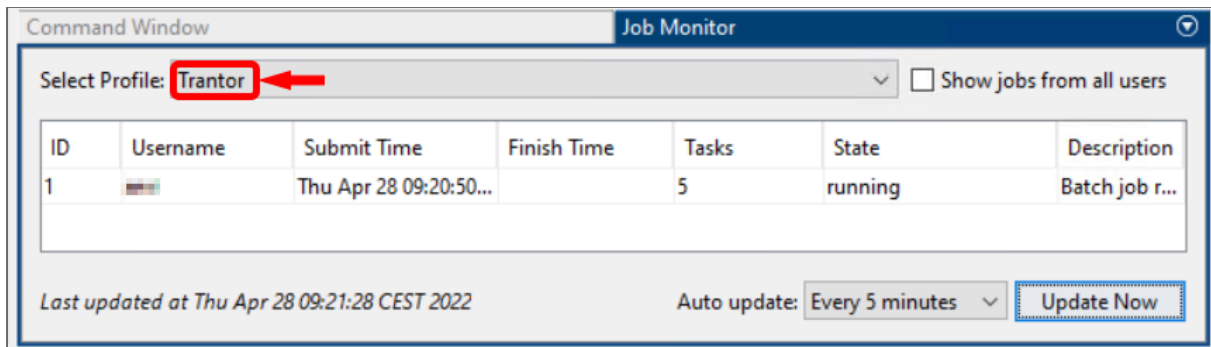 Command Window Job Monitor
Select Profile: Trantor Show jobs from all users
ID Username Submit Time Finish Time Tasks State Description
1 Thu Apr 28 09:20:50... 5 running Batch job r...
Last updated at Thu Apr 28 09:21:28 CEST 2022 Auto update: Every 5 minutes Update Now